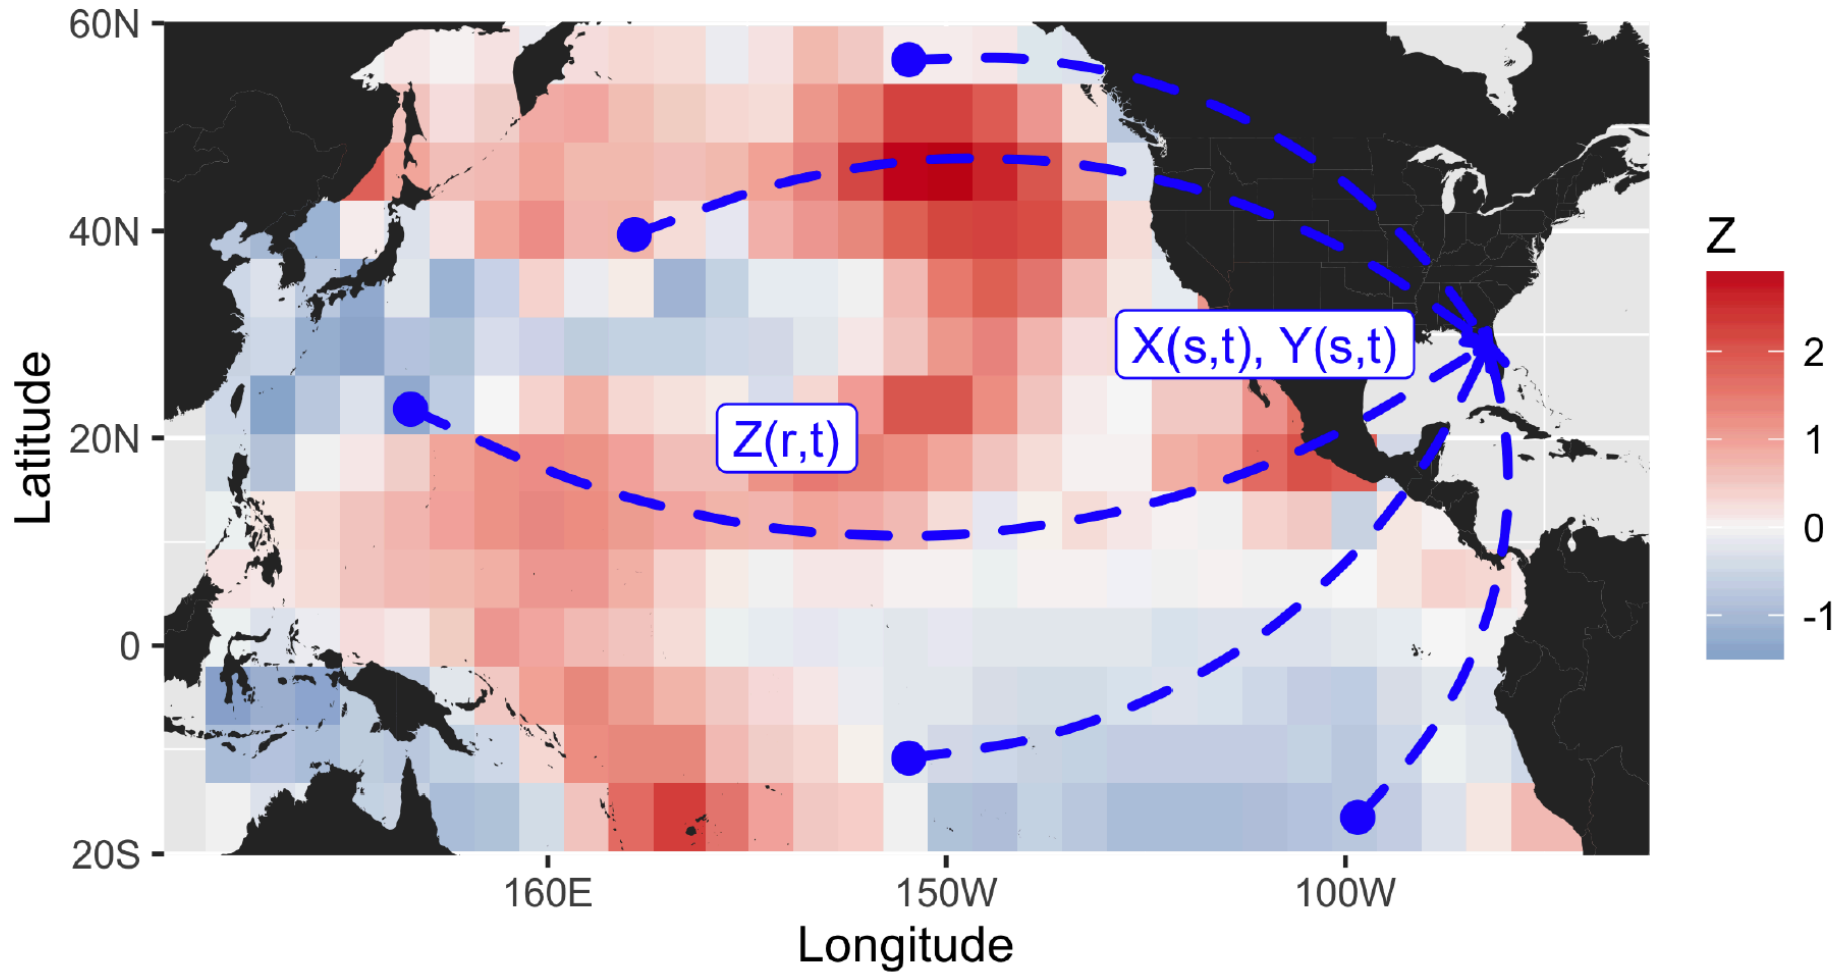 60N
40N
20N
0
20S
Latitude
X(s,t), Y(s,t)
Z(r,t)
160E
150W
100W
Longitude
Z
2
1
0
-1